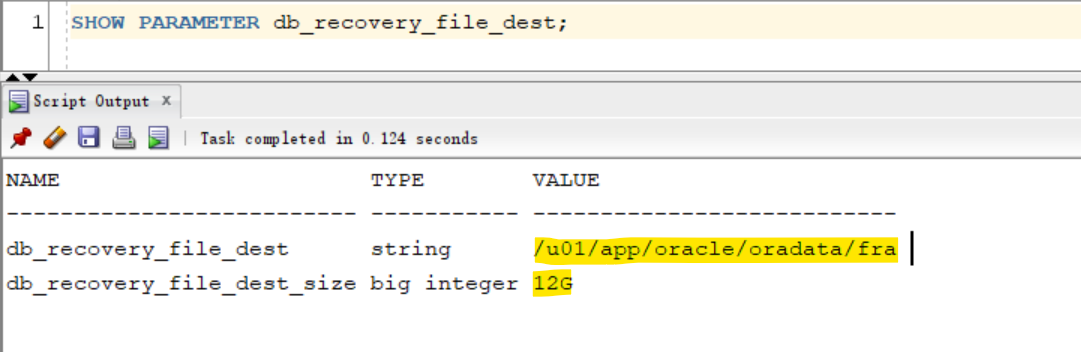 1 SHOW PARAMETER db_recovery_file_dest;
Script Output x
Task completed in 0.124 seconds
NAME TYPE VALUE
-------------------------- ----------- ---------------------------
db_recovery_file_dest string /u01/app/oracle/oradata/fra
db_recovery_file_dest_size big integer 12G